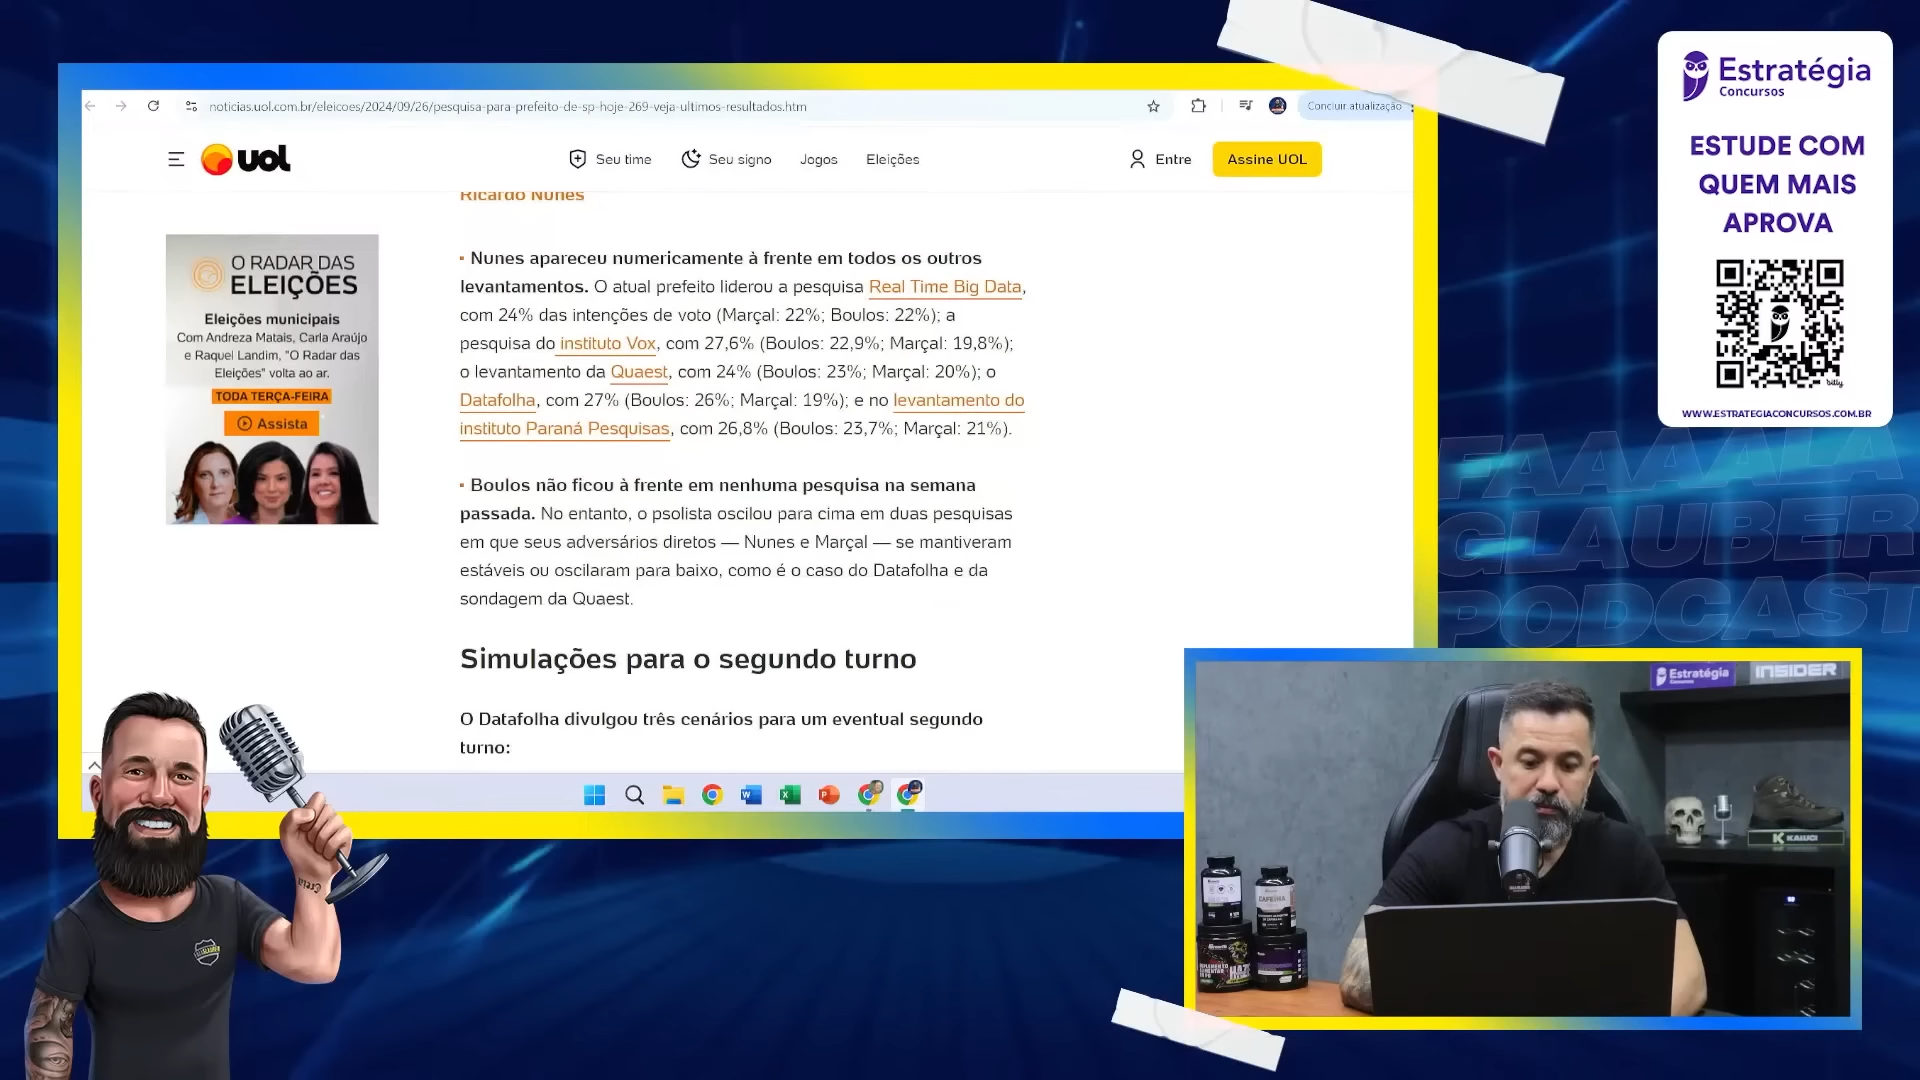 noticias.uol.com.br/eleicoes/2024/09/26/pesquisa-para-prefeito-de-sp-hoje-269-veja-ultimos-resultados.htm
Concluir atualização
UOL
Seu time
Seu signo
Jogos
Eleições
Entre
Assine UOL
Ricardo Nunes
O RADAR DAS
ELEIÇÕES
Eleições municipais
Com Andreza Matais, Carla Araújo
e Raquel Landim, "O Radar das
Eleições" volta ao ar.
TODA TERÇA-FEIRA
Assista
Nunes apareceu numericamente à frente em todos os outros
levantamentos. O atual prefeito liderou a pesquisa Real Time Big Data,
com 24% das intenções de voto (Marçal: 22%; Boulos: 22%); a
pesquisa do instituto Vox, com 27,6% (Boulos: 22,9%; Marçal: 19,8%);
o levantamento da Quaest, com 24% (Boulos: 23%; Marçal: 20%); o
Datafolha, com 27% (Boulos: 26%; Marçal: 19%); e no levantamento do
instituto Paraná Pesquisas, com 26,8% (Boulos: 23,7%; Marçal: 21%).
Boulos não ficou à frente em nenhuma pesquisa na semana
passada. No entanto, o psolista oscilou para cima em duas pesquisas
em que seus adversários diretos — Nunes e Marçal — se mantiveram
estáveis ou oscilaram para baixo, como é o caso do Datafolha e da
sondagem da Quaest.
Simulações para o segundo turno
O Datafolha divulgou três cenários para um eventual segundo
turno:
Estratégia
Concursos
ESTUDE COM
QUEM MAIS
APROVA
bitly
WWW.ESTRATEGIACONCURSOS.COM.BR
FAAAALA
GLAUBER
PODCAST
Estratégia
Concursos
INSIDER
KALUCI
CAFEÍNA